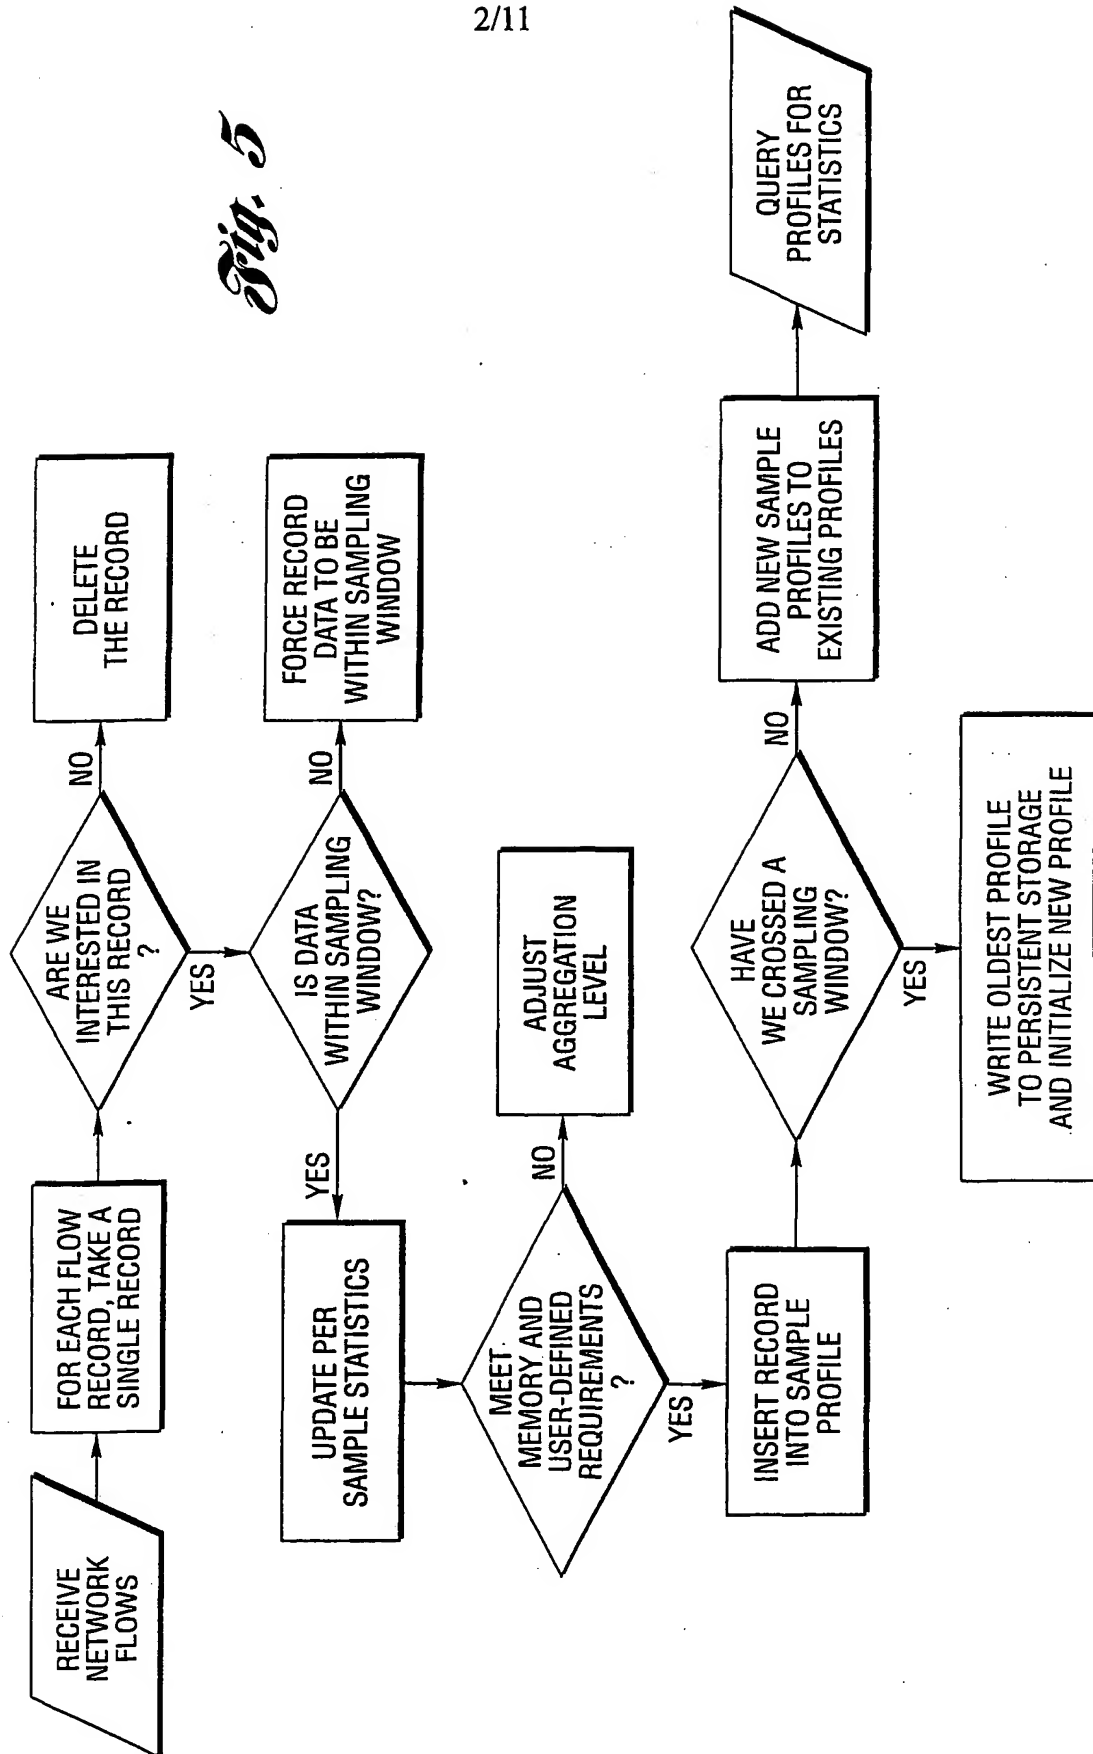 2/11
Fig. 5
RECEIVE
NETWORK
FLOWS
FOR EACH FLOW
RECORD, TAKE A
SINGLE RECORD
ARE WE
INTERESTED IN
THIS RECORD
?
NO
DELETE
THE RECORD
YES
IS DATA
WITHIN SAMPLING
WINDOW?
NO
FORCE RECORD
DATA TO BE
WITHIN SAMPLING
WINDOW
YES
UPDATE PER
SAMPLE STATISTICS
MEET
MEMORY AND
USER-DEFINED
REQUIREMENTS
?
NO
ADJUST
AGGREGATION
LEVEL
YES
INSERT RECORD
INTO SAMPLE
PROFILE
HAVE
WE CROSSED A
SAMPLING
WINDOW?
NO
ADD NEW SAMPLE
PROFILES TO
EXISTING PROFILES
QUERY
PROFILES FOR
STATISTICS
YES
WRITE OLDEST PROFILE
TO PERSISTENT STORAGE
AND INITIALIZE NEW PROFILE